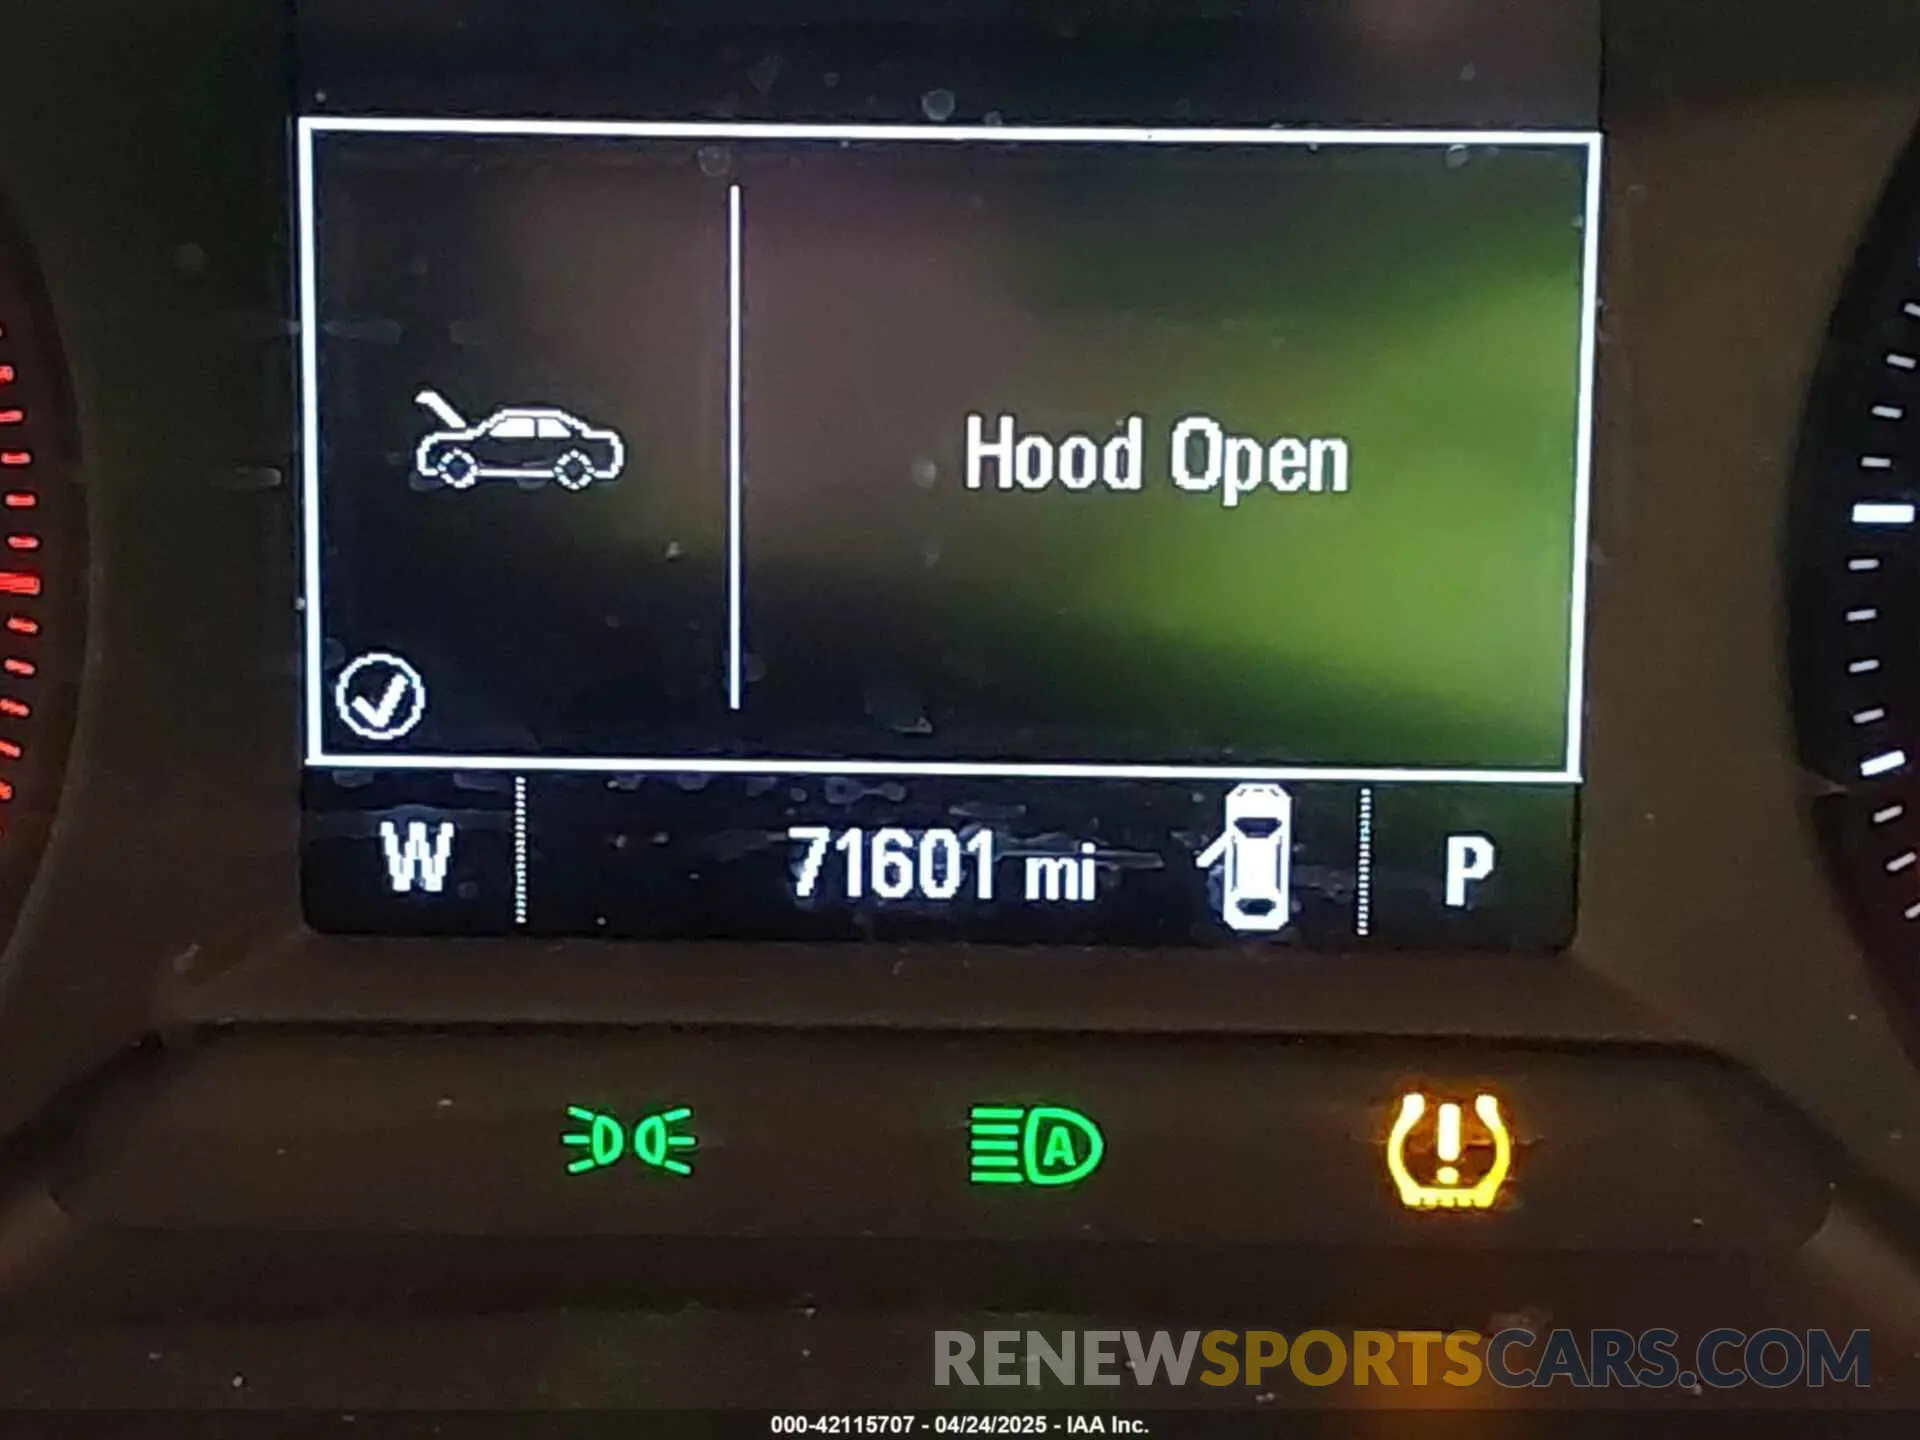 Hood Open
W 71601 mi P
A
RENEWSPORTSCARS.COM
000-42115707 - 04/24/2025 - IAA Inc.